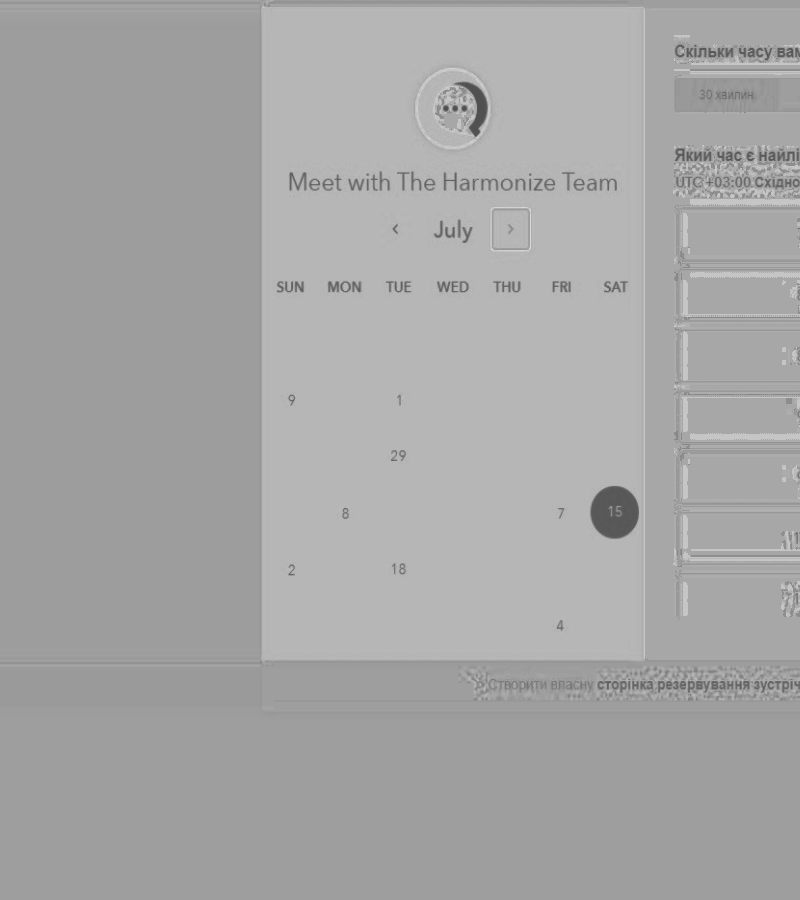 Meet with The Harmonize Team
July
SUN MON TUE WED THU FRI SAT
9 1
29
8 7 15
2 18
4
Скільки часу вам
30 хвилин
Який час є найлі
UTC +03:00 Східно
Створити власну сторінка резервування зустріч